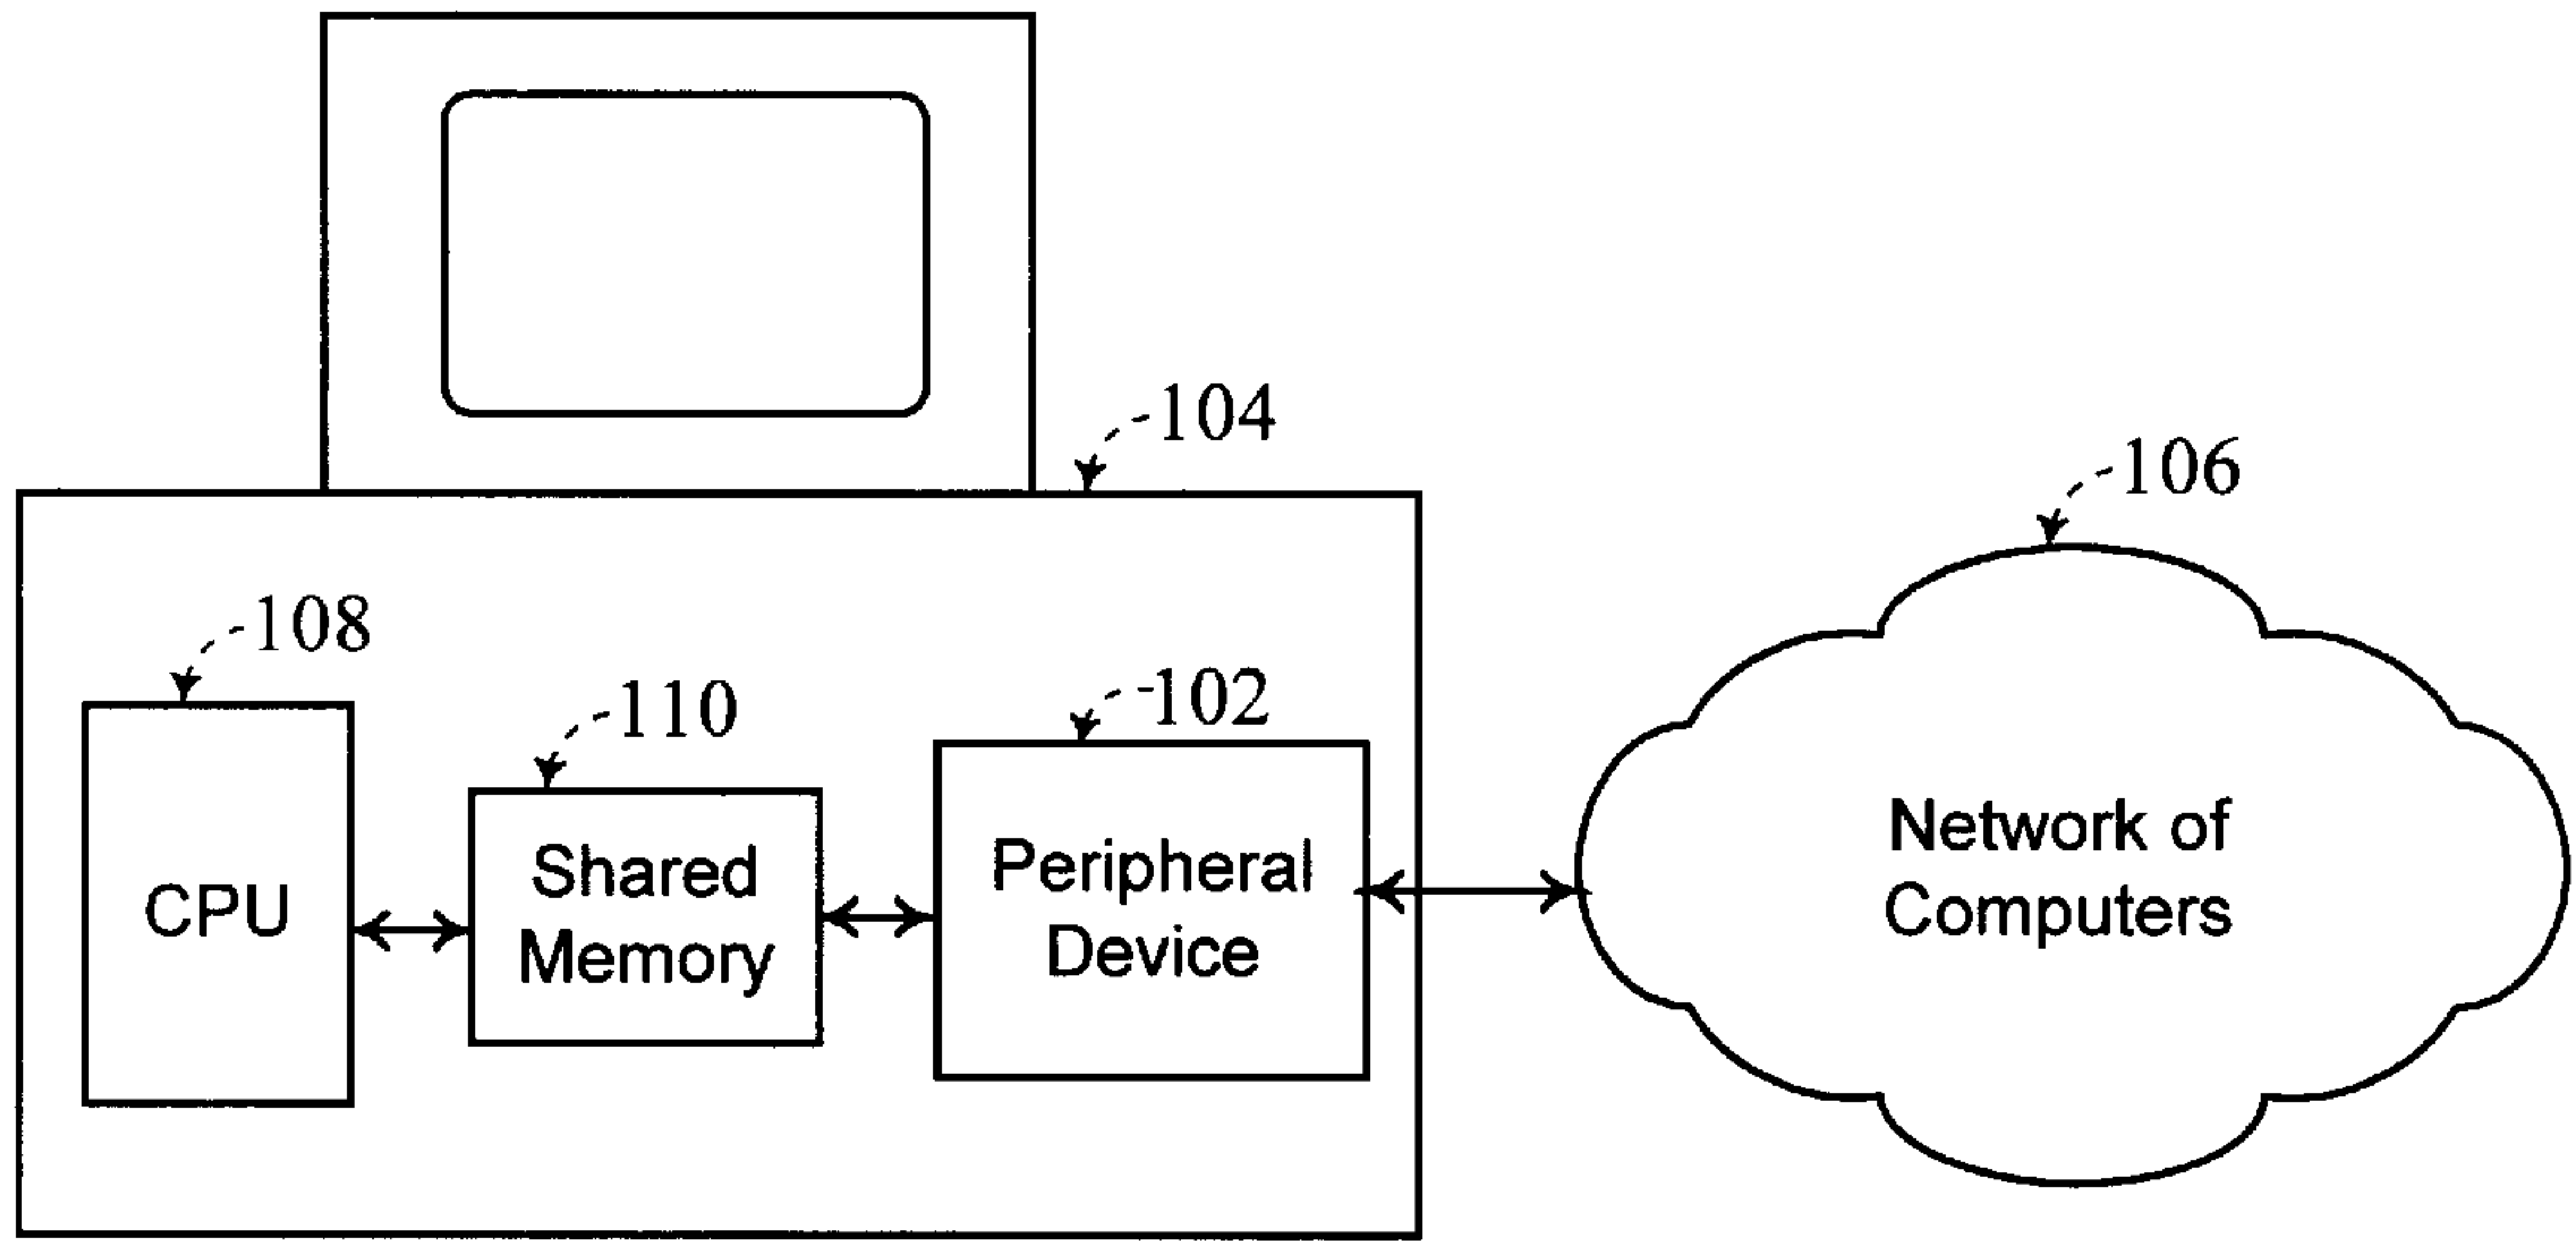 104
106
108
110
102
CPU
Shared
Memory
Peripheral
Device
Network of
Computers